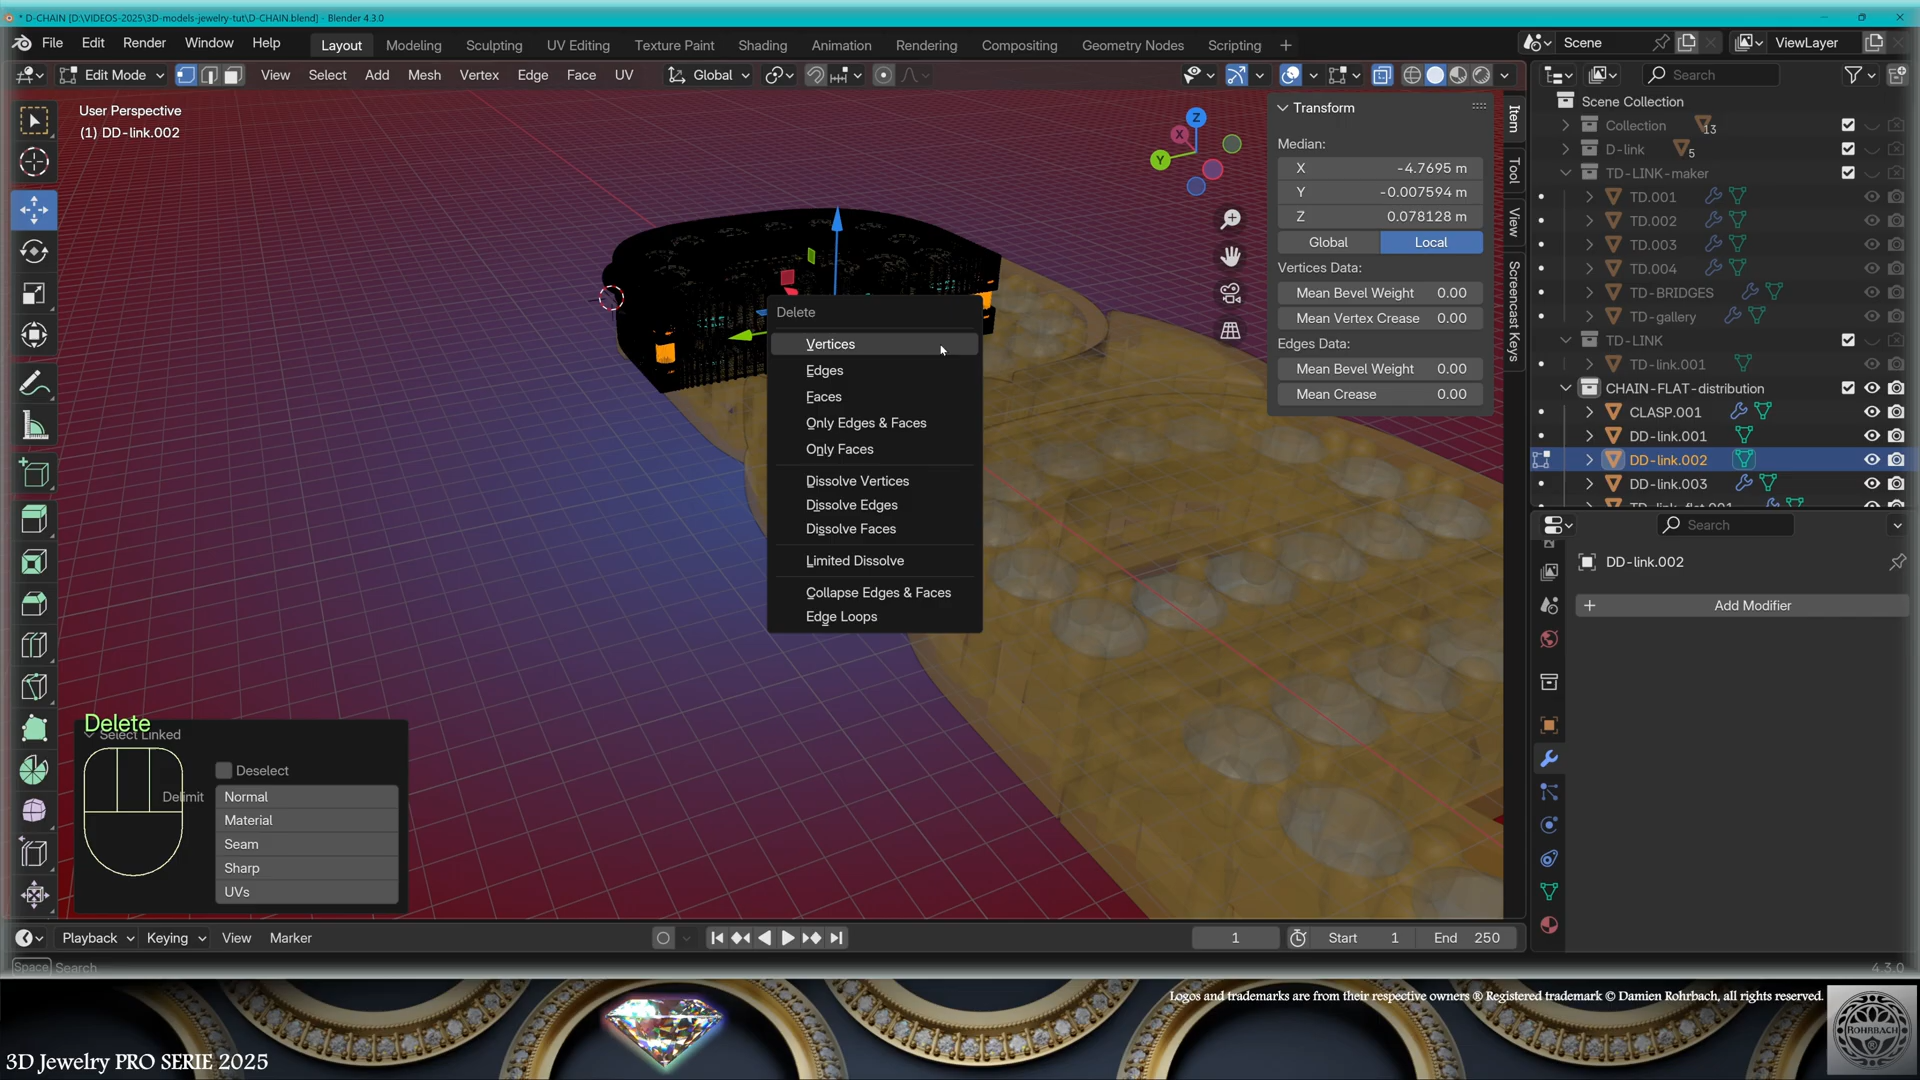 * D-CHAIN [D:\VIDEOS-2025\3D-models-jewelry-tut\D-CHAIN.blend] - Blender 4.3.0
File Edit Render Window Help
Layout Modeling Sculpting UV Editing Texture Paint Shading Animation Rendering Compositing Geometry Nodes Scripting +
Scene
ViewLayer
Edit Mode
View Select Add Mesh Vertex Edge Face UV
Global
Search
User Perspective
(1) DD-link.002
Z
X
Y
Transform
Median:
X -4.7695 m
Y -0.007594 m
Z 0.078128 m
Global Local
Vertices Data:
Mean Bevel Weight 0.00
Mean Vertex Crease 0.00
Edges Data:
Mean Bevel Weight 0.00
Mean Crease 0.00
Item
Tool
View
Screencast Keys
Scene Collection
Collection 13
D-link 5
TD-LINK-maker
TD.001
TD.002
TD.003
TD.004
TD-BRIDGES
TD-gallery
TD-LINK
TD-link.001
CHAIN-FLAT-distribution
CLASP.001
DD-link.001
DD-link.002
DD-link.003
TD-link-flat.001
Search
DD-link.002
+ Add Modifier
Delete
Vertices
Edges
Faces
Only Edges & Faces
Only Faces
Dissolve Vertices
Dissolve Edges
Dissolve Faces
Limited Dissolve
Collapse Edges & Faces
Edge Loops
Delete
Select Linked
Deselect
Delimit
Normal
Material
Seam
Sharp
UVs
Playback Keying View Marker
1
Start 1
End 250
Space Search
4.3.0
Logos and trademarks are from their respective owners ® Registered trademark © Damien Rohrbach, all rights reserved.
ROHRBACH
3D Jewelry PRO SERIE 2025